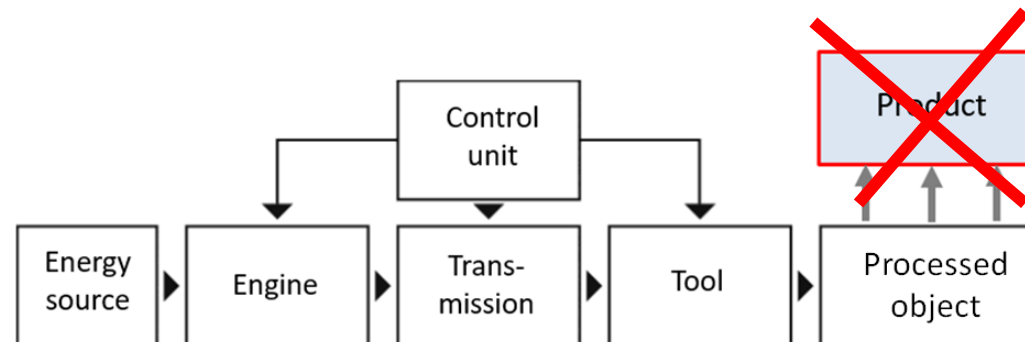 Product
Control
unit
Energy
source
Engine
Trans-
mission
Tool
Processed
object